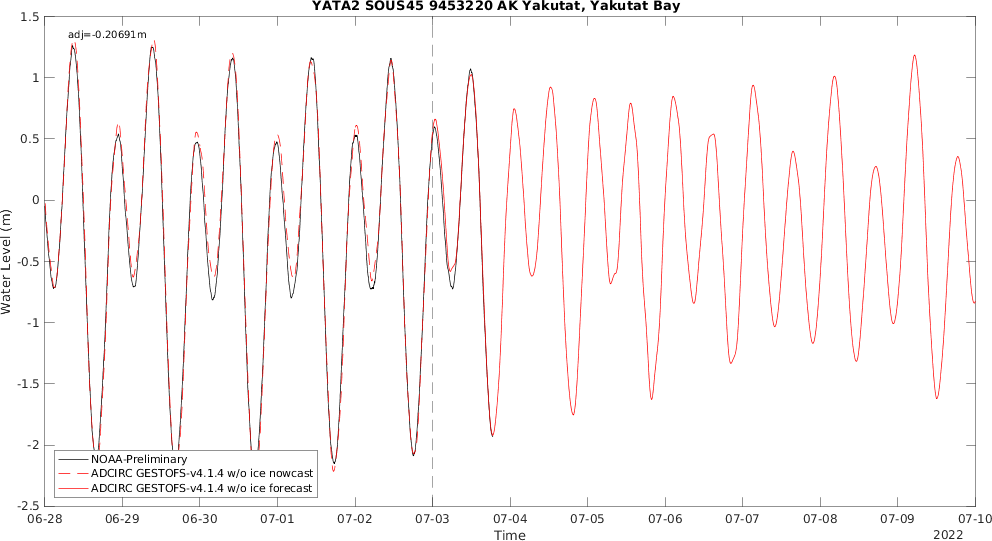 YATA2 SOUS45 9453220 AK Yakutat, Yakutat Bay
adj=-0.20691m
1.5
1
0.5
0
-0.5
-1
-1.5
-2
-2.5
Water Level (m)
NOAA-Preliminary
ADCIRC GESTOFS-v4.1.4 w/o ice nowcast
ADCIRC GESTOFS-v4.1.4 w/o ice forecast
06-28 06-29 06-30 07-01 07-02 07-03 07-04 07-05 07-06 07-07 07-08 07-09 07-10
Time
2022